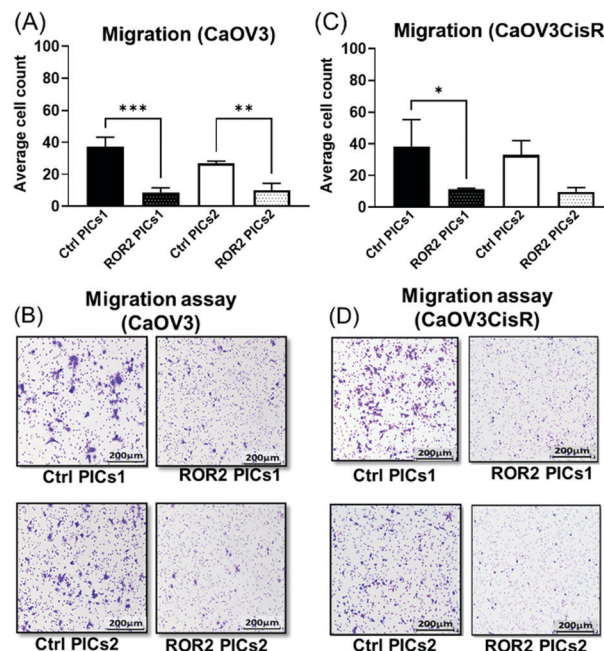 (A)
Migration (CaOV3)
Average cell count
100
80
60
40
20
0
***
**
Ctrl PICs1
ROR2 PICs1
Ctrl PICs2
ROR2 PICs2
(C)
Migration (CaOV3CisR
Average cell count
100
80
60
40
20
0
*
Ctrl PICs1
ROR2 PICs1
Ctrl PICs2
ROR2 PICs2
(B)
Migration assay
(CaOV3)
200µm
200µm
Ctrl PICs1
ROR2 PICs1
200µm
200µm
Ctrl PICs2
ROR2 PICs2
(D)
Migration assay
(CaOV3CisR)
200µm
200µm
Ctrl PICs1
ROR2 PICs1
200µm
200µm
Ctrl PICs2
ROR2 PICs2